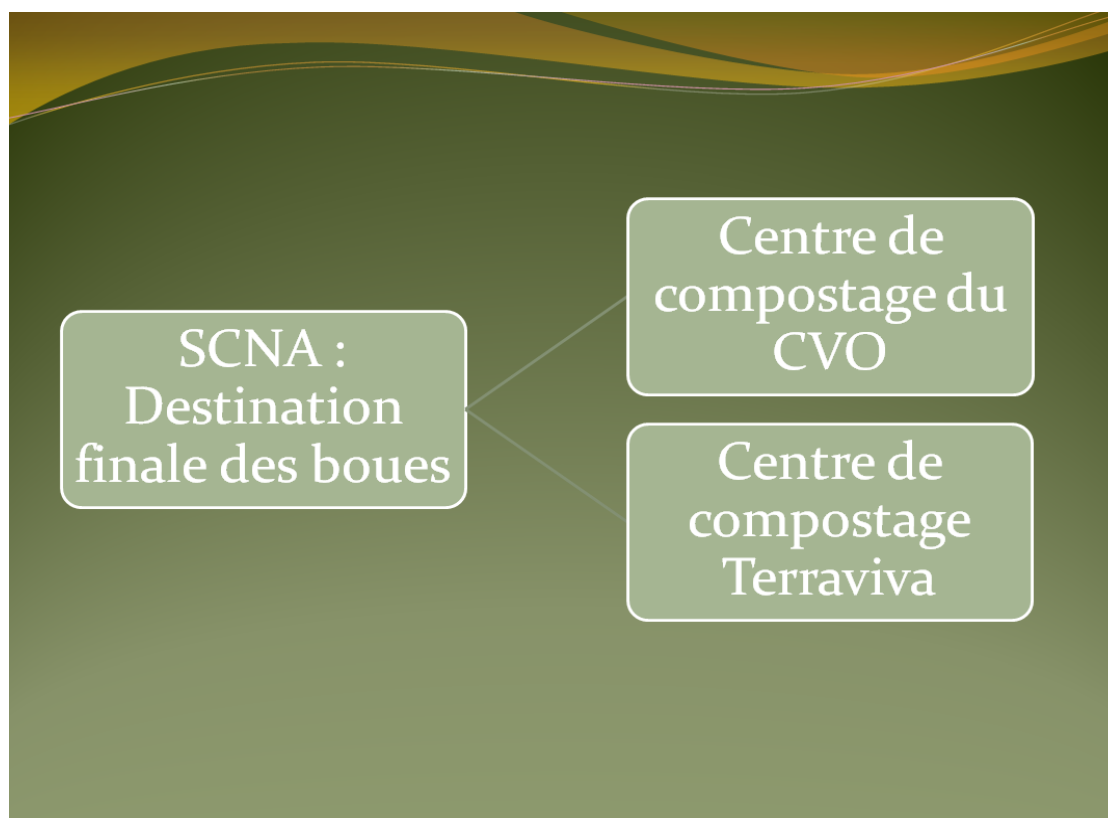 SCNA :
Destination
finale des boues
Centre de
compostage du
CVO
Centre de
compostage
Terraviva